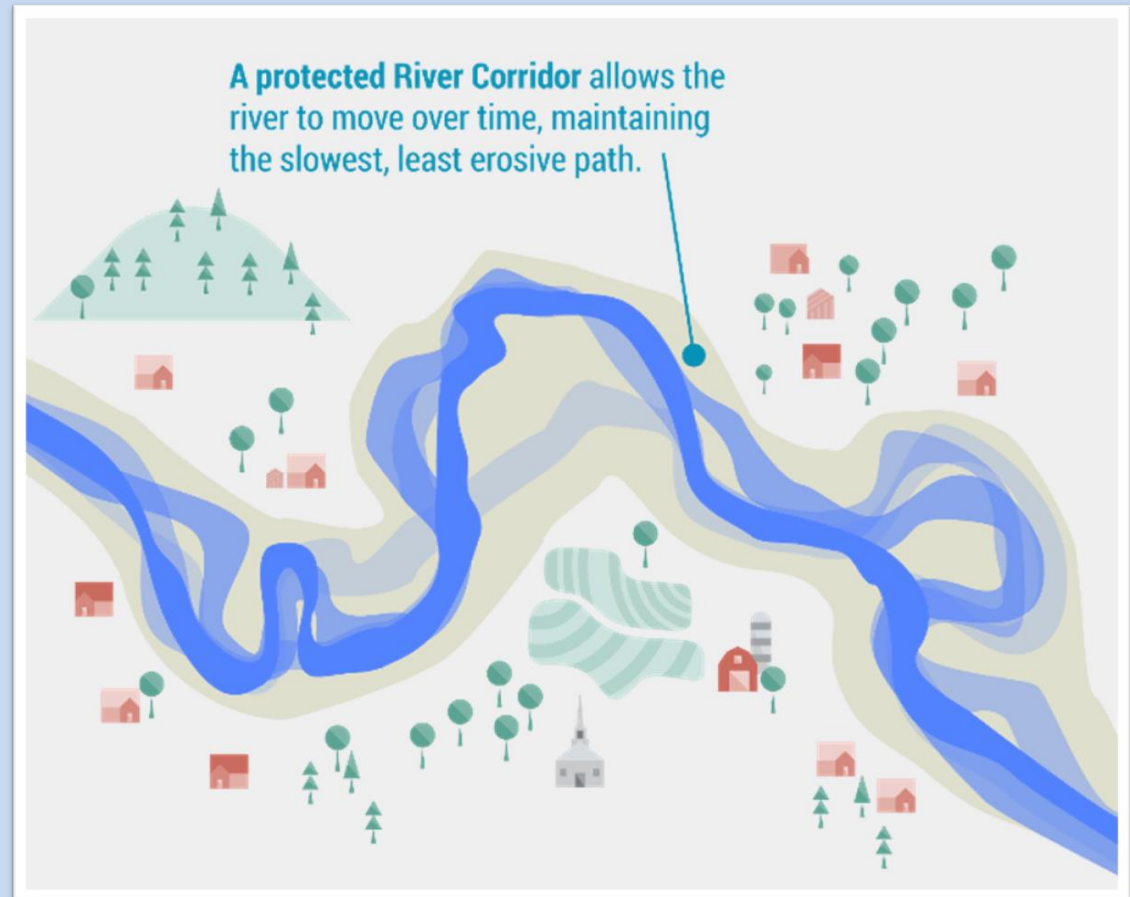 A protected River Corridor allows the
river to move over time, maintaining
the slowest, least erosive path.